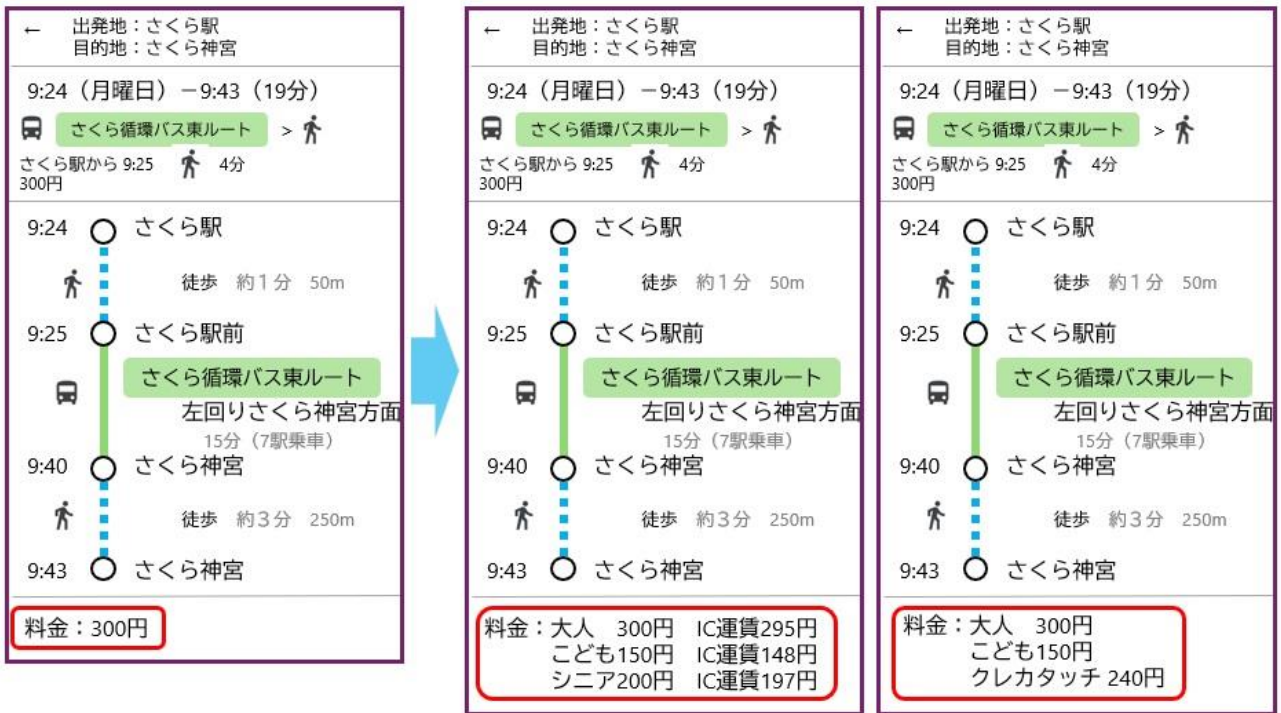 ← 出発地：さくら駅
目的地：さくら神宮
9:24（月曜日）－9:43（19分）
さくら循環バス東ルート >
さくら駅から 9:25 4分
300円
9:24 さくら駅
徒歩 約１分 50m
9:25 さくら駅前
さくら循環バス東ルート
左回りさくら神宮方面
15分（7駅乗車）
9:40 さくら神宮
徒歩 約３分 250m
9:43 さくら神宮
料金：300円
← 出発地：さくら駅
目的地：さくら神宮
9:24（月曜日）－9:43（19分）
さくら循環バス東ルート >
さくら駅から 9:25 4分
300円
9:24 さくら駅
徒歩 約１分 50m
9:25 さくら駅前
さくら循環バス東ルート
左回りさくら神宮方面
15分（7駅乗車）
9:40 さくら神宮
徒歩 約３分 250m
9:43 さくら神宮
料金：大人 300円 IC運賃295円
こども150円 IC運賃148円
シニア200円 IC運賃197円
← 出発地：さくら駅
目的地：さくら神宮
9:24（月曜日）－9:43（19分）
さくら循環バス東ルート >
さくら駅から 9:25 4分
300円
9:24 さくら駅
徒歩 約１分 50m
9:25 さくら駅前
さくら循環バス東ルート
左回りさくら神宮方面
15分（7駅乗車）
9:40 さくら神宮
徒歩 約３分 250m
9:43 さくら神宮
料金：大人 300円
こども150円
クレカタッチ 240円